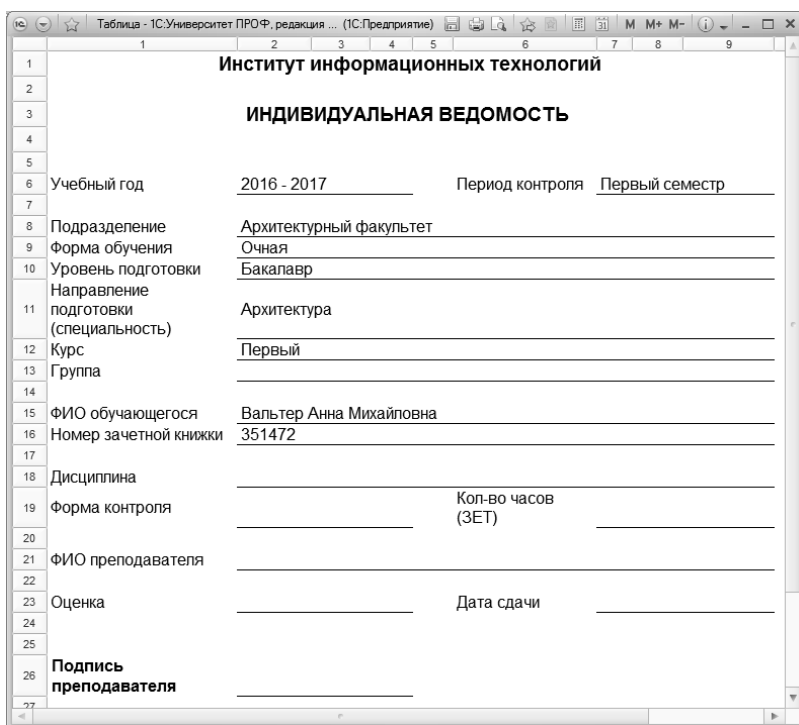 Таблица - 1С:Университет ПРОФ, редакция ... (1С:Предприятие) 31 M M+ M-
1 2 3 4 5 6 7 8 9
1 Институт информационных технологий
2
3 ИНДИВИДУАЛЬНАЯ ВЕДОМОСТЬ
4
5
6 Учебный год 2016 - 2017 Период контроля Первый семестр
7
8 Подразделение Архитектурный факультет
9 Форма обучения Очная
10 Уровень подготовки Бакалавр
Направление
11 подготовки Архитектура
(специальность)
12 Курс Первый
13 Группа
14
15 ФИО обучающегося Вальтер Анна Михайловна
16 Номер зачетной книжки 351472
17
18 Дисциплина
19 Форма контроля Кол-во часов
(ЗЕТ)
20
21 ФИО преподавателя
22
23 Оценка Дата сдачи
24
25
26 Подпись
преподавателя
27